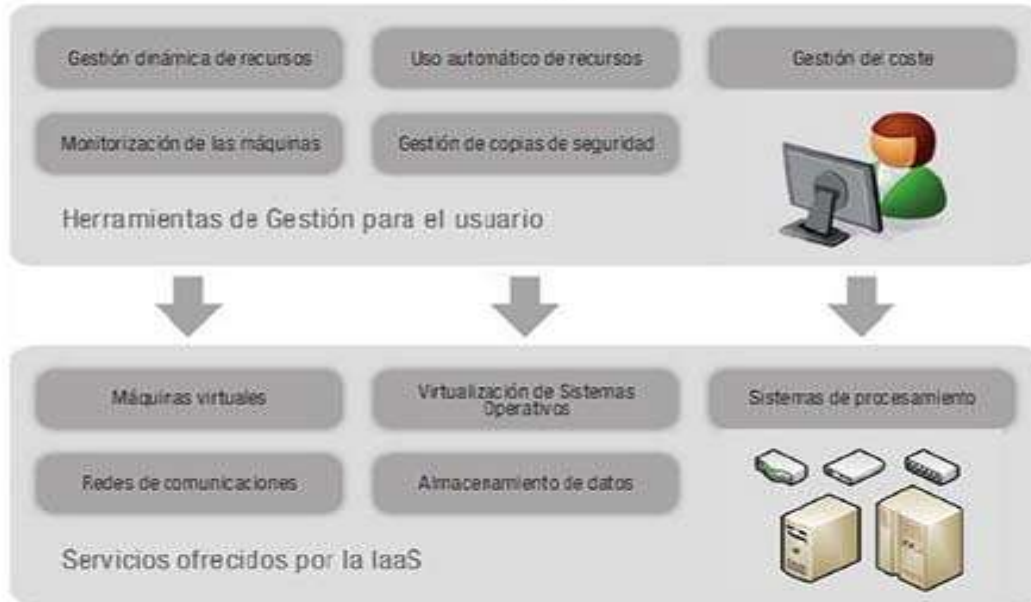 Gestión dinámica de recursos
Uso automático de recursos
Gestión del coste
Monitorización de las máquinas
Gestión de copias de seguridad
Herramientas de Gestión para el usuario
Máquinas virtuales
Virtualización de Sistemas
Operativos
Sistemas de procesamiento
Redes de comunicaciones
Almacenamiento de datos
Servicios ofrecidos por la IaaS